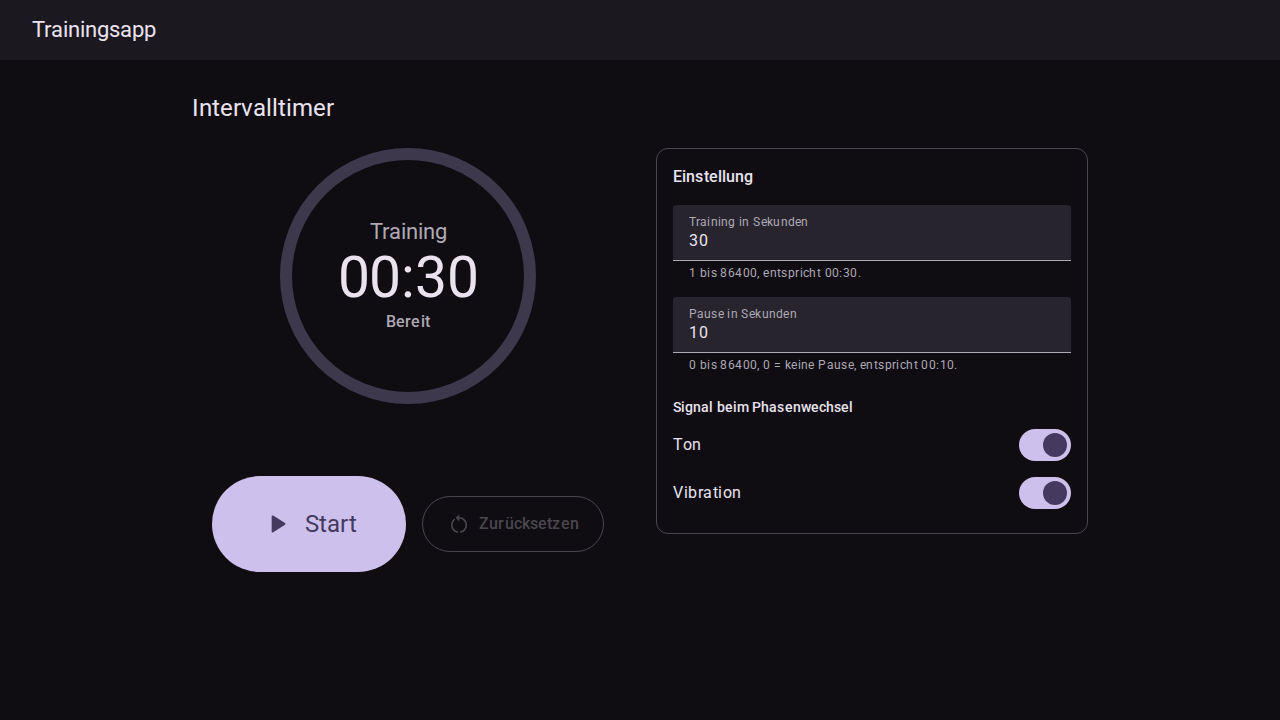 Trainingsapp
Intervalltimer
Training
00:30
Bereit
Start
Zurücksetzen
Einstellung
Training in Sekunden
30
1 bis 86400, entspricht 00:30.
Pause in Sekunden
10
0 bis 86400, 0 = keine Pause, entspricht 00:10.
Signal beim Phasenwechsel
Ton
Vibration